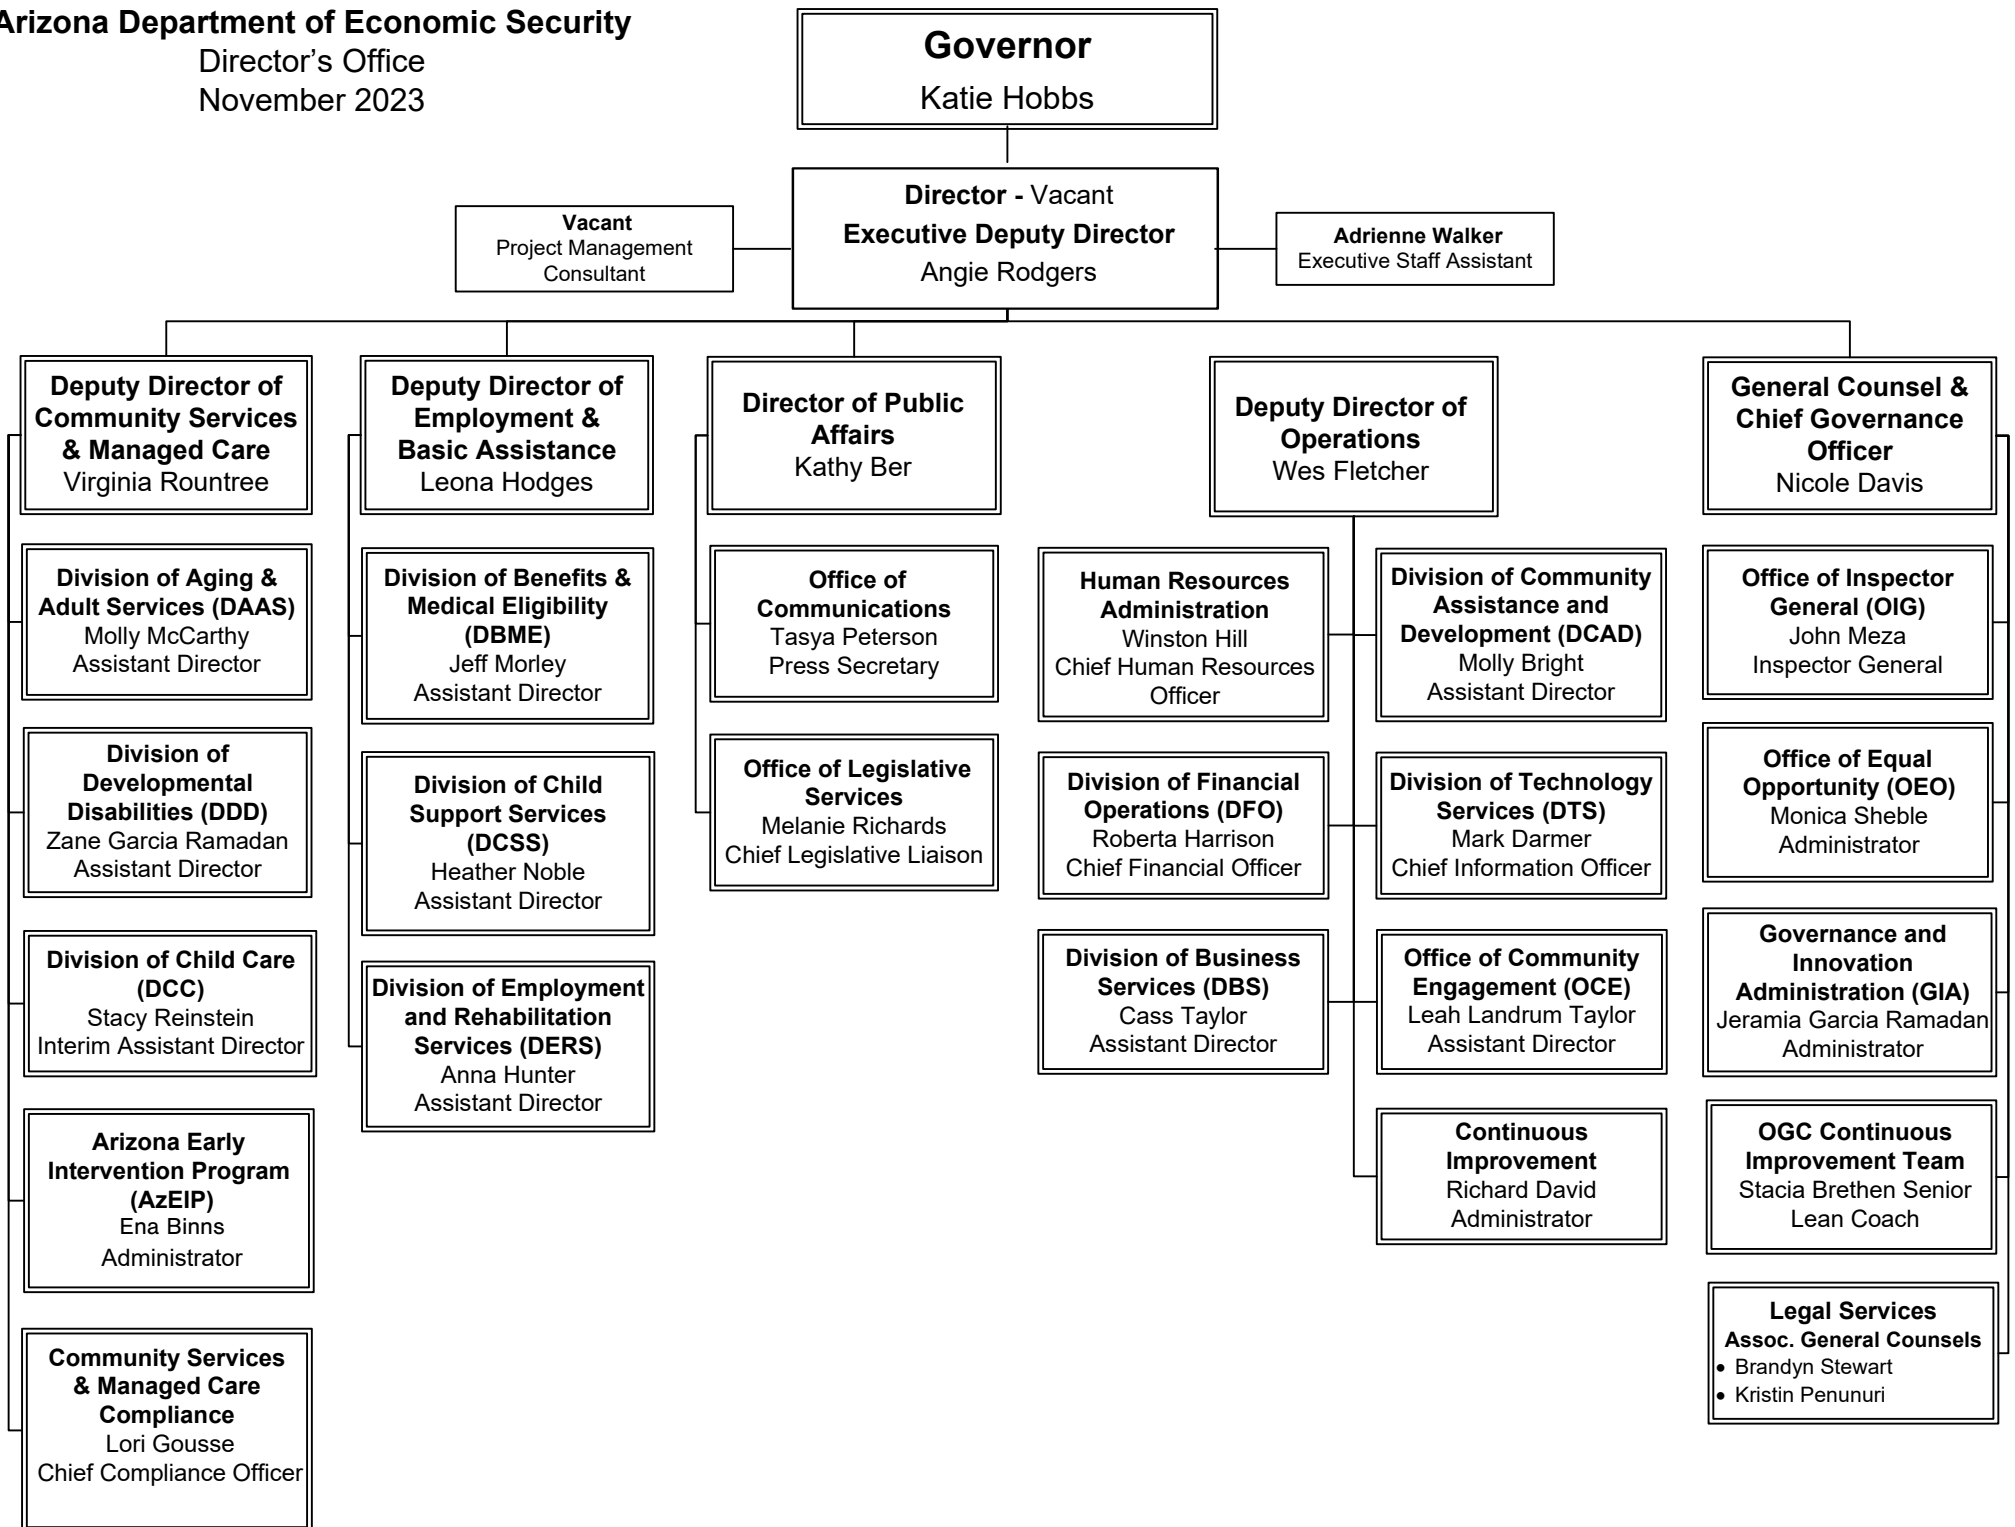 Arizona Department of Economic Security
Director's Office
November 2023
Governor
Katie Hobbs
Director - Vacant
Executive Deputy Director
Angie Rodgers
Vacant
Project Management
Consultant
Adrienne Walker
Executive Staff Assistant
Deputy Director of
Community Services
& Managed Care
Virginia Rountree
Division of Aging &
Adult Services (DAAS)
Molly McCarthy
Assistant Director
Division of
Developmental
Disabilities (DDD)
Zane Garcia Ramadan
Assistant Director
Division of Child Care
(DCC)
Stacy Reinstein
Interim Assistant Director
Arizona Early
Intervention Program
(AzEIP)
Ena Binns
Administrator
Community Services
& Managed Care
Compliance
Lori Gousse
Chief Compliance Officer
Deputy Director of
Employment &
Basic Assistance
Leona Hodges
Division of Benefits &
Medical Eligibility
(DBME)
Jeff Morley
Assistant Director
Division of Child
Support Services
(DCSS)
Heather Noble
Assistant Director
Division of Employment
and Rehabilitation
Services (DERS)
Anna Hunter
Assistant Director
Director of Public
Affairs
Kathy Ber
Office of
Communications
Tasya Peterson
Press Secretary
Office of Legislative
Services
Melanie Richards
Chief Legislative Liaison
Deputy Director of
Operations
Wes Fletcher
Human Resources
Administration
Winston Hill
Chief Human Resources
Officer
Division of Community
Assistance and
Development (DCAD)
Molly Bright
Assistant Director
Division of Financial
Operations (DFO)
Roberta Harrison
Chief Financial Officer
Division of Technology
Services (DTS)
Mark Darmer
Chief Information Officer
Division of Business
Services (DBS)
Cass Taylor
Assistant Director
Office of Community
Engagement (OCE)
Leah Landrum Taylor
Assistant Director
Continuous
Improvement
Richard David
Administrator
General Counsel &
Chief Governance
Officer
Nicole Davis
Office of Inspector
General (OIG)
John Meza
Inspector General
Office of Equal
Opportunity (OEO)
Monica Sheble
Administrator
Governance and
Innovation
Administration (GIA)
Jeramia Garcia Ramadan
Administrator
OGC Continuous
Improvement Team
Stacia Brethen Senior
Lean Coach
Legal Services
Assoc. General Counsels
• Brandyn Stewart
• Kristin Penunuri